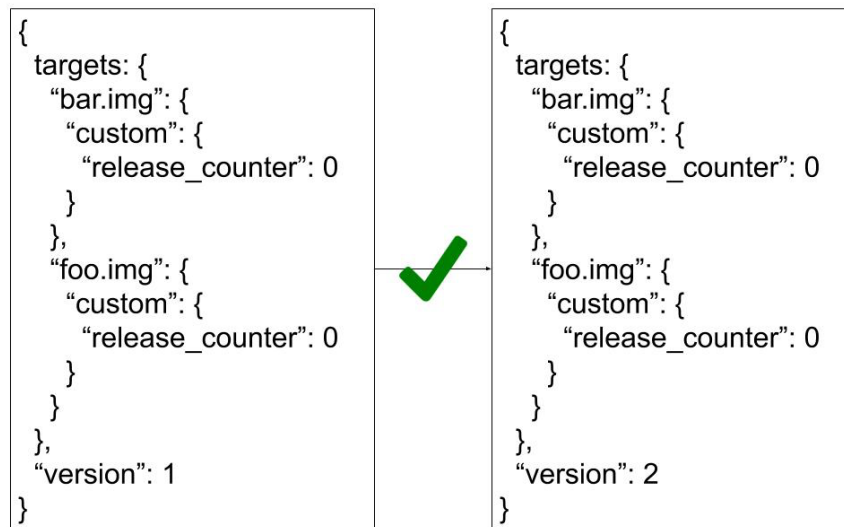 {
targets: {
“bar.img”: {
“custom”: {
“release_counter”: 0
}
},
“foo.img”: {
“custom”: {
“release_counter”: 0
}
}
},
“version”: 1
}
{
targets: {
“bar.img”: {
“custom”: {
“release_counter”: 0
}
},
“foo.img”: {
“custom”: {
“release_counter”: 0
}
}
},
“version”: 2
}